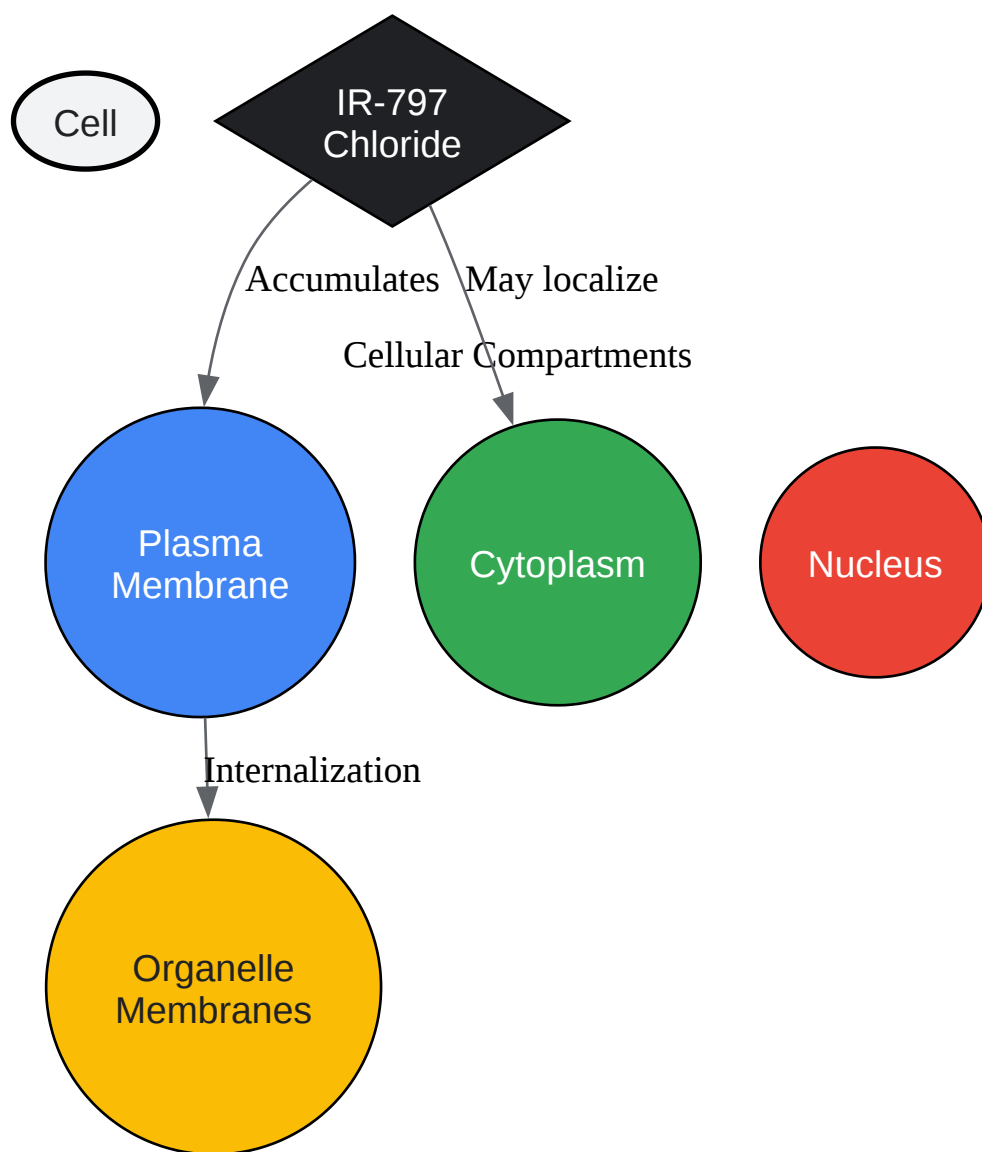 Cell
IR-797
Chloride
Accumulates
May localize
Cellular Compartments
Plasma
Membrane
Cytoplasm
Nucleus
Internalization
Organelle
Membranes